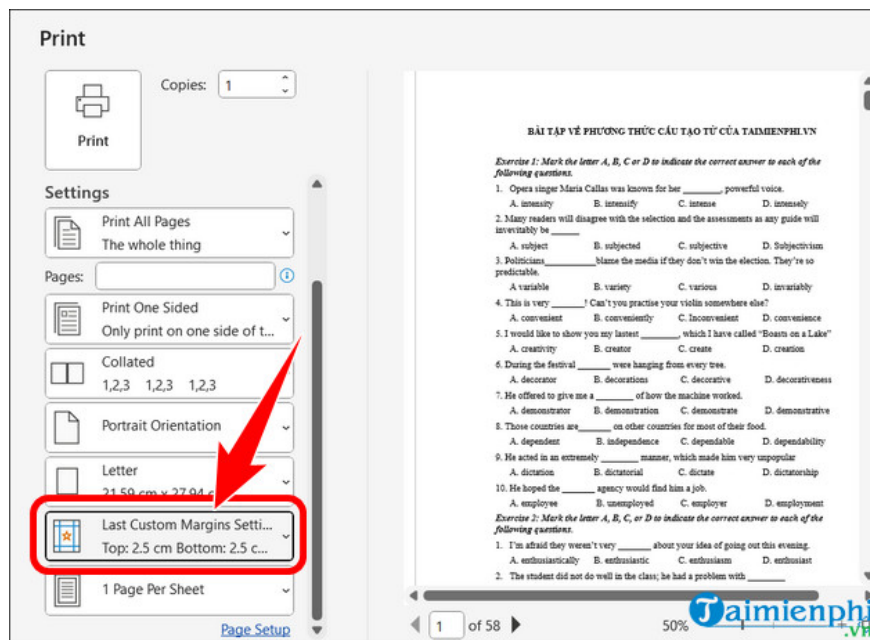 Print
Copies: 1
Print
Settings
Print All Pages
The whole thing
Pages:
Print One Sided
Only print on one side of t...
Collated
1,2,3 1,2,3 1,2,3
Portrait Orientation
Letter
21.59 cm x 27.94 c
Last Custom Margins Setti...
Top: 2.5 cm Bottom: 2.5 c...
1 Page Per Sheet
Page Setup
BÀI TẬP VỀ PHƯƠNG THỨC CẤU TẠO TỪ CỦA TAIMIENPHI.VN
Exercise 1: Mark the letter A, B, C or D to indicate the correct answer to each of the
following questions.
1. Opera singer Maria Callas was known for her ________, powerful voice.
A. intensity B. intensify C. intense D. intensely
2. Many readers will disagree with the selection and the assessments as any guide will
invevitably be ______
A. subject B. subjected C. subjective D. Subjectivism
3. Politicians___________blame the media if they don't win the election. They're so
predictable.
A variable B. variety C. various D. invariably
4. This is very _______! Can't you practise your violin somewhere else?
A. convenient B. conveniently C. Inconvenient D. convenience
5. I would like to show you my lastest ________, which I have called "Boasts on a Lake"
A. creativity B. creator C. create D. creation
6. During the festival _______ were hanging from every tree.
A. decorator B. decorations C. decorative D. decorativeness
7. He offered to give me a ________ of how the machine worked.
A. demonstrator B. demonstration C. demonstrate D. demonstrative
8. Those countries are_______ on other countries for most of their food.
A. dependent B. independence C. dependable D. dependability
9. He acted in an extremely ________ manner, which made him very unpopular
A. dictation B. dictatorial C. dictate D. dictatorship
10. He hoped the _______ agency would find him a job.
A. employee B. unemployed C. employer D. employment
Exercise 2: Mark the letter A, B, C, or D to indicate the correct answer to each of the
following questions.
1. I'm afraid they weren't very _______ about your idea of going out this evening.
A. enthusiastically B. enthusiastic C. enthusiasm D. enthusiast
2. The student did not do well in the class; he had a problem with ________
1 of 58
50%
Taimienphi
.vn